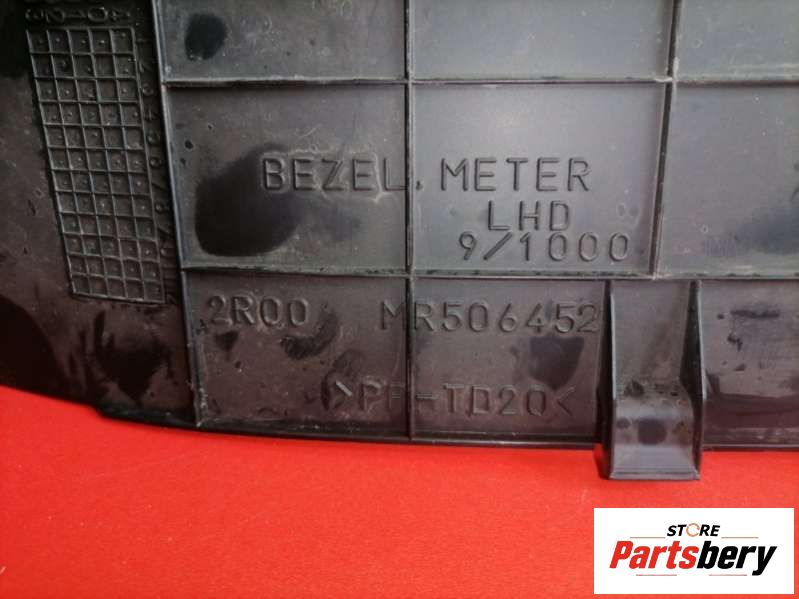 BEZEL. METER
LHD
9/1000
2R00 MR506452
>PP-TD20<
STORE
Partsbery